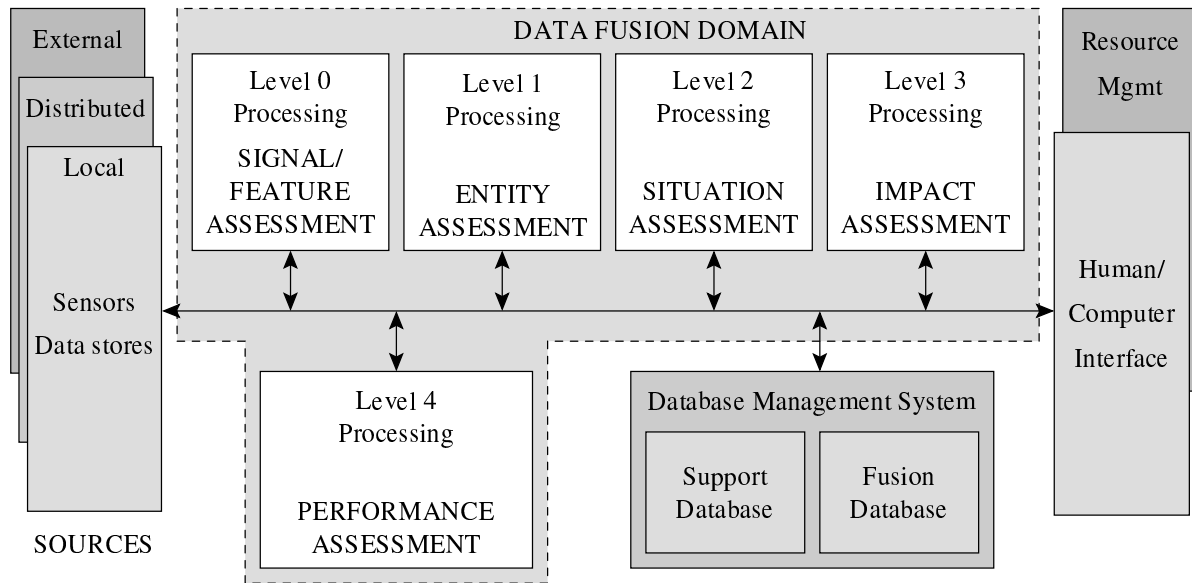 External
Distributed
Local
Sensors
Data stores
SOURCES
DATA FUSION DOMAIN
Level 0
Processing
SIGNAL/
FEATURE
ASSESSMENT
Level 1
Processing
ENTITY
ASSESSMENT
Level 2
Processing
SITUATION
ASSESSMENT
Level 3
Processing
IMPACT
ASSESSMENT
Level 4
Processing
PERFORMANCE
ASSESSMENT
Database Management System
Support
Database
Fusion
Database
Resource
Mgmt
Human/
Computer
Interface